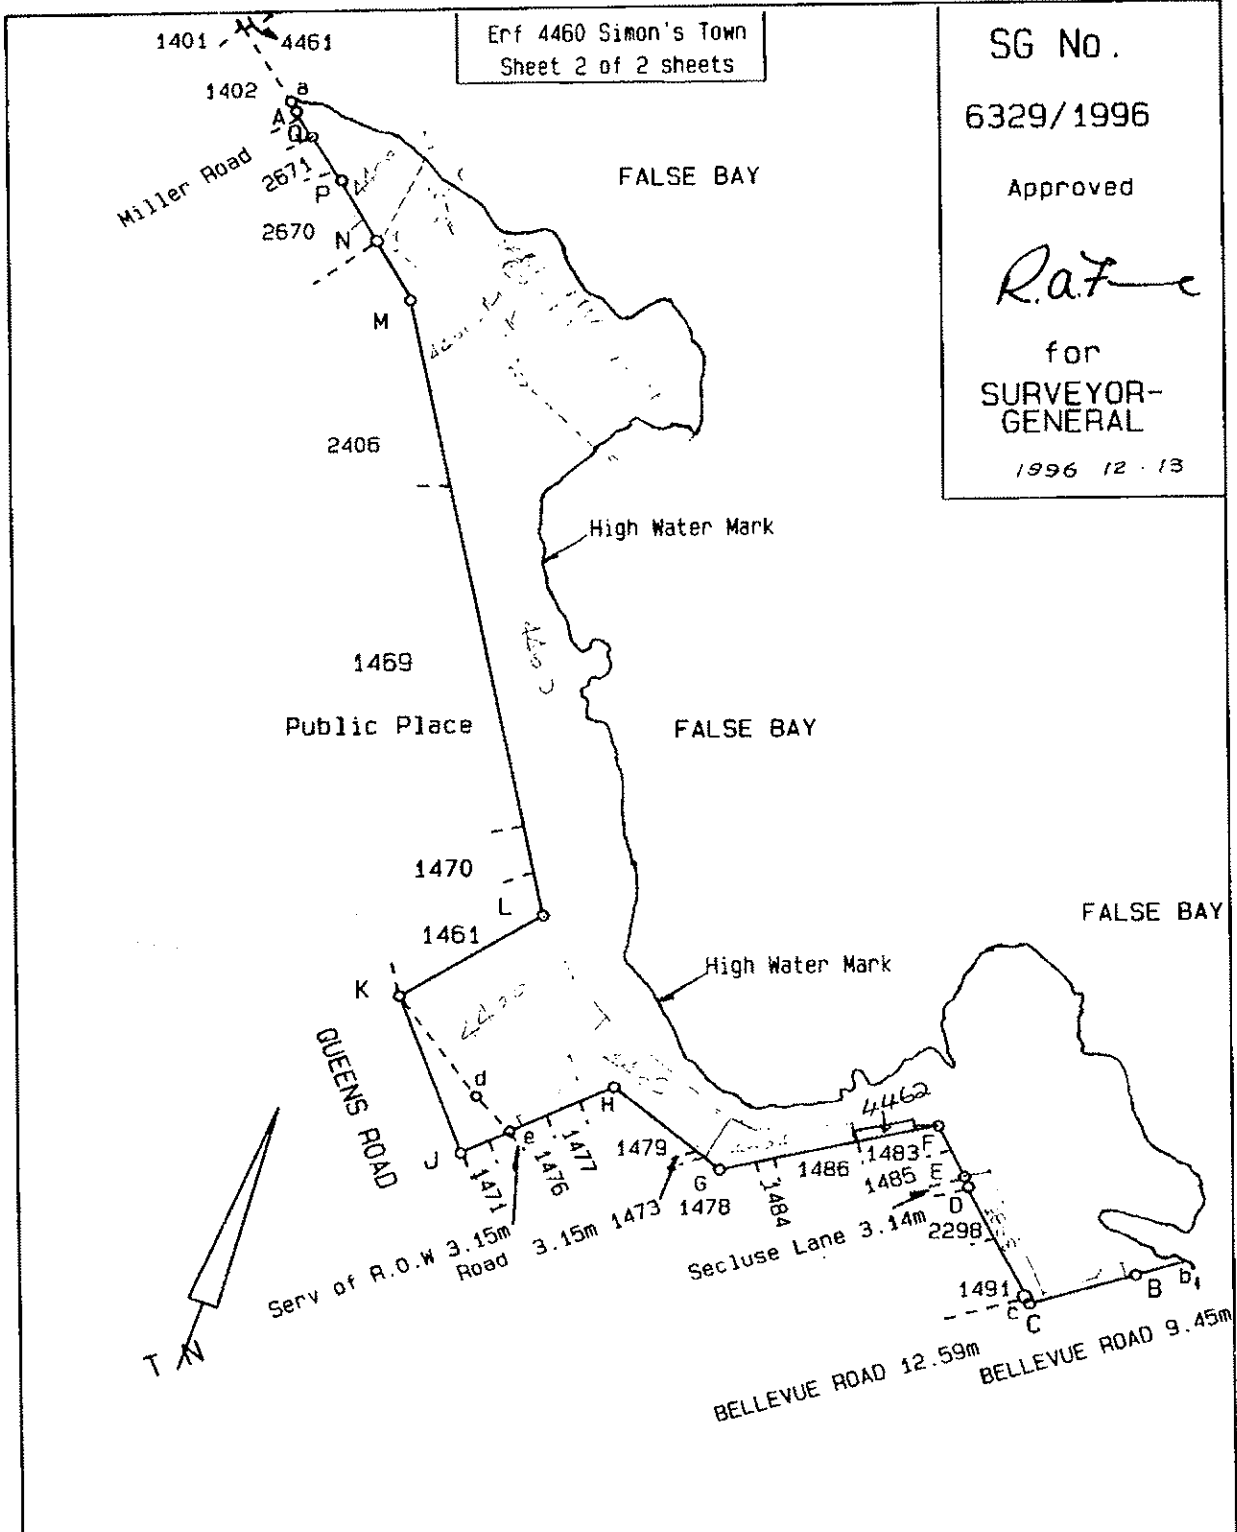 Erf 4460 Simon's Town
Sheet 2 of 2 sheets
SG No.
6329/1996
Approved
for
SURVEYOR-
GENERAL
1996 12 13
1401
4461
1402
a
A
Q
Miller Road
2671
P
2670
N
M
FALSE BAY
2406
High Water Mark
1469
Public Place
FALSE BAY
1470
L
1461
K
FALSE BAY
High Water Mark
4400
QUEENS ROAD
d
H
4462
J
e
1471
1476
1477
1479
G
1486
1483
F
1485
E
D
1484
1473
1478
Serv of R.O.W 3.15m
Road 3.15m
Secluse Lane 3.14m
2298
1491
c
C
B
b1
T N
BELLEVUE ROAD 12.59m
BELLEVUE ROAD 9.45m